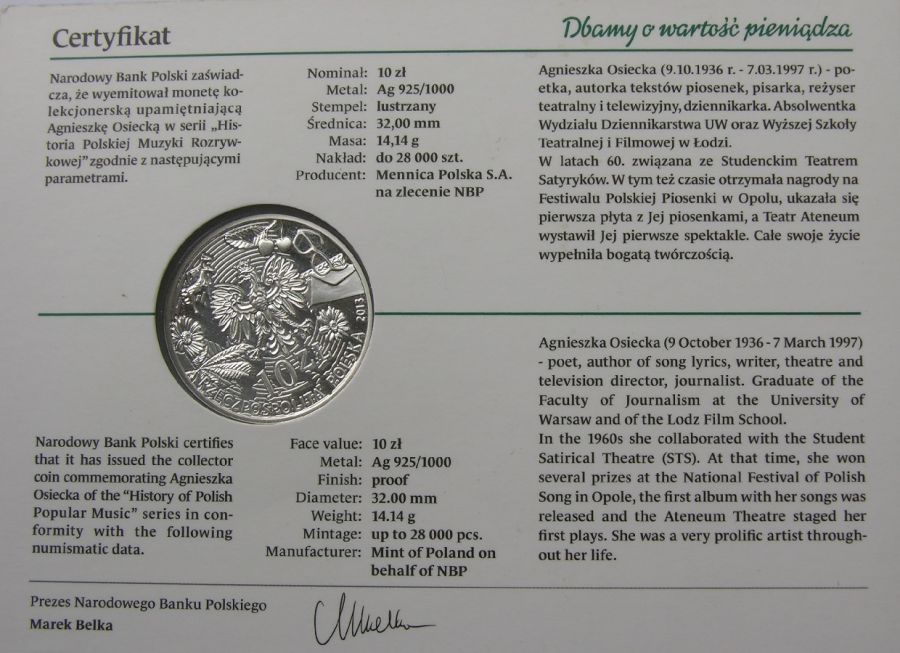 Certyfikat
Dbamy o wartość pieniądza
Narodowy Bank Polski zaświad-
cza, że wyemitował monetę ko-
lekcjonerską upamiętniającą
Agnieszkę Osiecką w serii „His-
toria Polskiej Muzyki Rozryw-
kowej” zgodnie z następującymi
parametrami.
Nominał: 10 zł
Metal: Ag 925/1000
Stempel: lustrzany
Średnica: 32,00 mm
Masa: 14,14 g
Nakład: do 28 000 szt.
Producent: Mennica Polska S.A.
na zlecenie NBP
Agnieszka Osiecka (9.10.1936 r. - 7.03.1997 r.) - po-
etka, autorka tekstów piosenek, pisarka, reżyser
teatralny i telewizyjny, dziennikarka. Absolwentka
Wydziału Dziennikarstwa UW oraz Wyższej Szkoły
Teatralnej i Filmowej w Łodzi.
W latach 60. związana ze Studenckim Teatrem
Satyryków. W tym też czasie otrzymała nagrody na
Festiwalu Polskiej Piosenki w Opolu, ukazała się
pierwsza płyta z Jej piosenkami, a Teatr Ateneum
wystawił Jej pierwsze spektakle. Całe swoje życie
wypełniła bogatą twórczością.
2013
10 ZŁ
RZECZPOSPOLITA POLSKA
Narodowy Bank Polski certifies
that it has issued the collector
coin commemorating Agnieszka
Osiecka of the “History of Polish
Popular Music” series in con-
formity with the following
numismatic data.
Face value: 10 zł
Metal: Ag 925/1000
Finish: proof
Diameter: 32.00 mm
Weight: 14.14 g
Mintage: up to 28 000 pcs.
Manufacturer: Mint of Poland on
behalf of NBP
Agnieszka Osiecka (9 October 1936 - 7 March 1997)
- poet, author of song lyrics, writer, theatre and
television director, journalist. Graduate of the
Faculty of Journalism at the University of
Warsaw and of the Lodz Film School.
In the 1960s she collaborated with the Student
Satirical Theatre (STS). At that time, she won
several prizes at the National Festival of Polish
Song in Opole, the first album with her songs was
released and the Ateneum Theatre staged her
first plays. She was a very prolific artist through-
out her life.
Prezes Narodowego Banku Polskiego
Marek Belka
MBelka